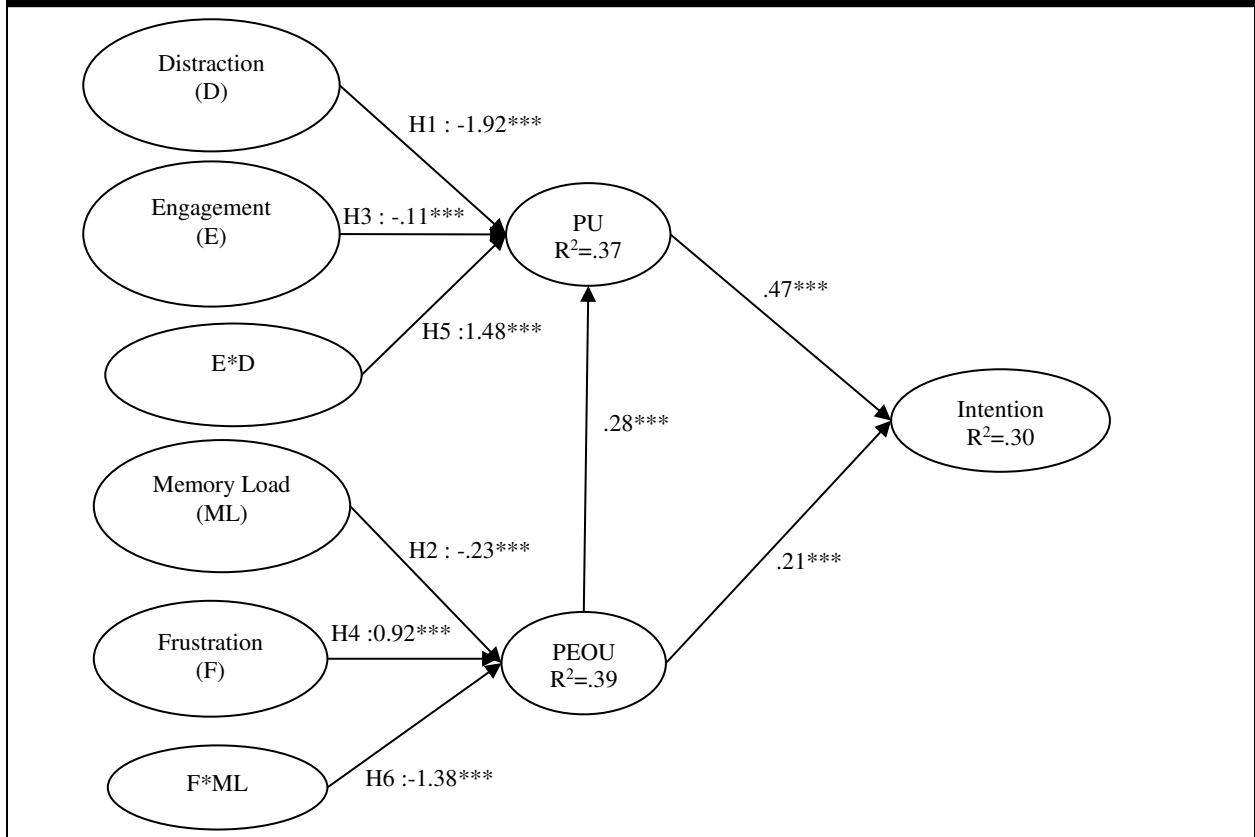 Distraction
(D)
H1 : -1.92***
Engagement
(E)
H3 : -.11***
PU
R²=.37
.47***
H5 :1.48***
E*D
.28***
Intention
R²=.30
Memory Load
(ML)
H2 : -.23***
.21***
Frustration
(F)
H4 :0.92***
PEOU
R²=.39
F*ML
H6 :-1.38***